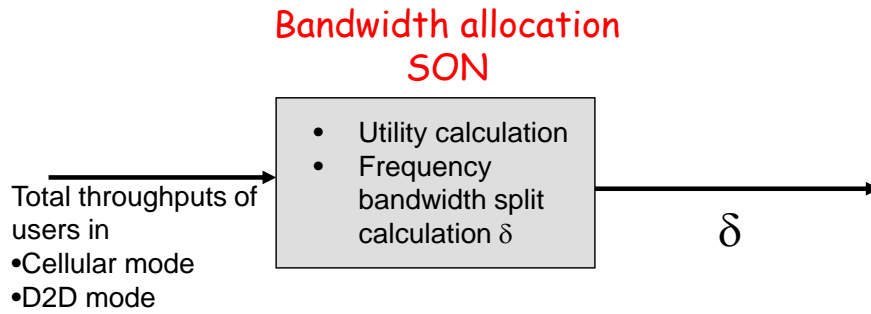 Bandwidth allocation
SON
• Utility calculation
• Frequency
bandwidth split
calculation δ
Total throughputs of
users in
•Cellular mode
•D2D mode
δ